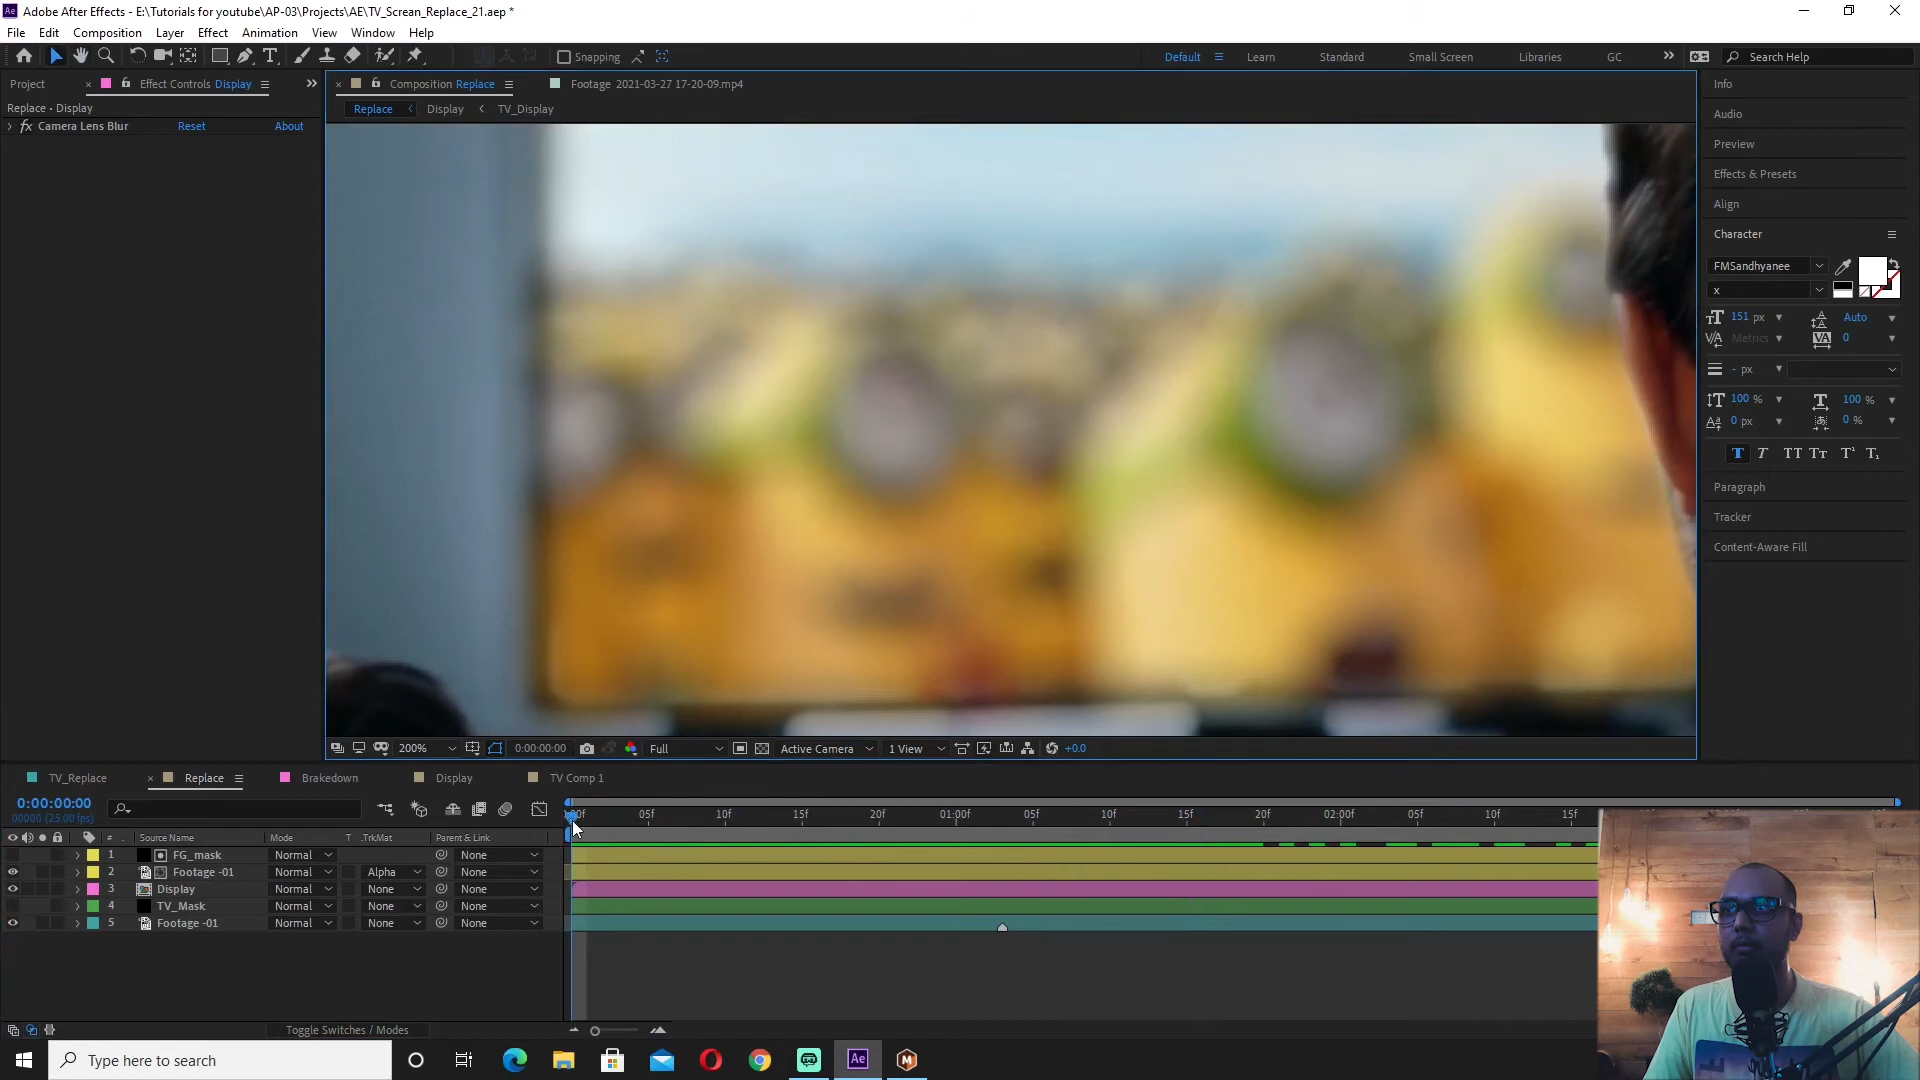 Ae Adobe After Effects - E:\Tutorials for youtube\AP-03\Projects\AE\TV_Screan_Replace_21.aep *
File Edit Composition Layer Effect Animation View Window Help
Snapping Default Learn Standard Small Screen Libraries GC Search Help
Project Effect Controls Display
Composition Replace Footage 2021-03-27 17-20-09.mp4
Replace • Display
Replace Display TV_Display
fx Camera Lens Blur Reset About
Info
Audio
Preview
Effects & Presets
Align
Character
FMSandhyanee
x
151 px Auto
Metrics 0
- px
100 % 100 %
0 px 0 %
T T TT Tт T¹ T₁
Paragraph
Tracker
Content-Aware Fill
200% 0:00:00:00 Full Active Camera 1 View +0.0
TV_Replace Replace Brakedown Display TV Comp 1
0:00:00:00
00000 (25.00 fps)
05f 10f 15f 20f 01:00f 05f 10f 15f 20f 02:00f 05f 10f 15f
# Source Name Mode T .TrkMat Parent & Link
1 FG_mask Normal None
2 Footage -01 Normal Alpha None
3 Display Normal None None
4 TV_Mask Normal None None
5 Footage -01 Normal None None
Toggle Switches / Modes
Type here to search Ae